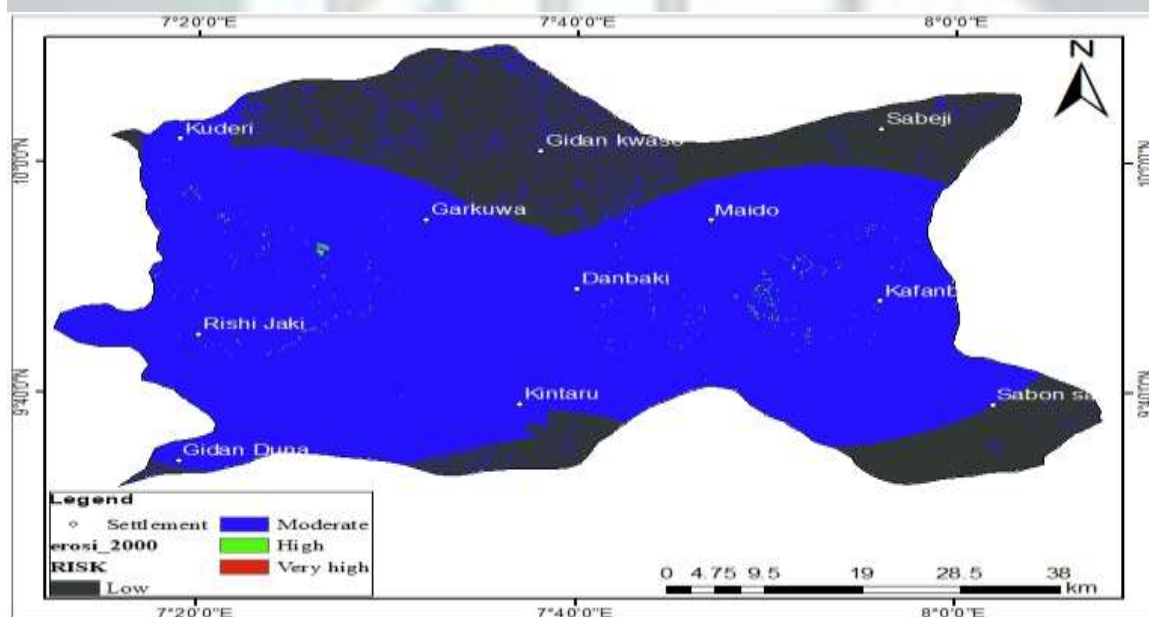 7°20'0"E 7°40'0"E 8°0'0"E
N
Kuderi
Sabeji
Gidan kwaso
10°0'0"N 10°0'0"N
Garkuwa
Maido
Danbaki
Kafanb
Rishi Jaki
9°40'0"N 9°40'0"N
Kintaru
Sabon sa
Gidan Duna
Legend
Settlement Moderate
erosi_2000 High
RISK Very high
Low
0 4.75 9.5 19 28.5 38
km
7°20'0"E 7°40'0"E 8°0'0"E